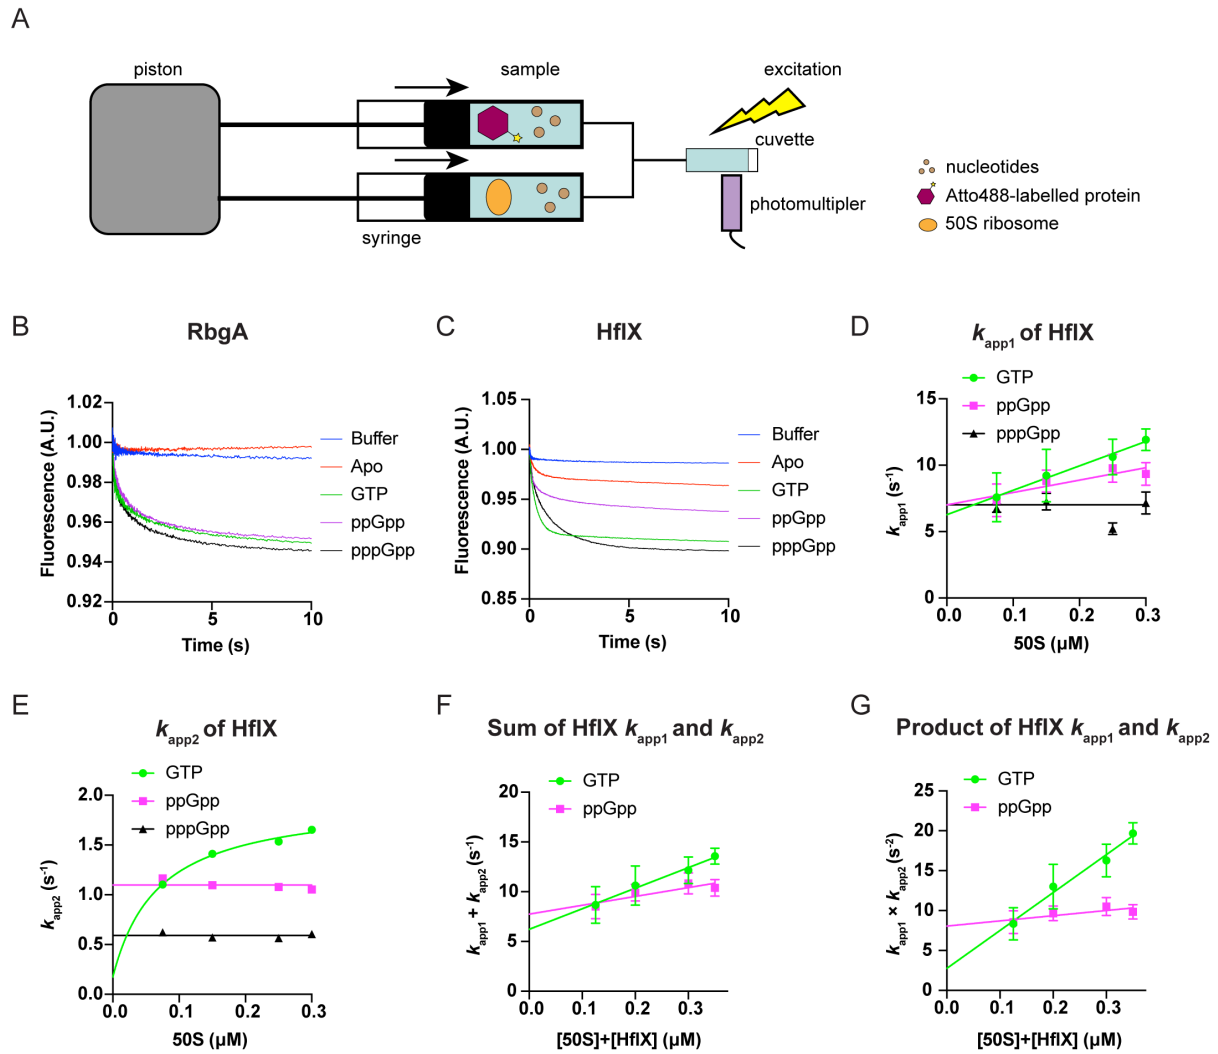 A
piston
sample
excitation
cuvette
photomultipler
syringe
nucleotides
Atto488-labelled protein
50S ribosome
B
RbgA
Fluorescence (A.U.)
1.02
1.00
0.98
0.96
0.94
0.92
0
5
10
Time (s)
Buffer
Apo
GTP
ppGpp
pppGpp
C
HflX
Fluorescence (A.U.)
1.05
1.00
0.95
0.90
0.85
0
5
10
Time (s)
Buffer
Apo
GTP
ppGpp
pppGpp
D
kapp1 of HflX
GTP
ppGpp
pppGpp
kapp1 (s-1)
15
10
5
0
0.0
0.1
0.2
0.3
50S (µM)
E
kapp2 of HflX
GTP
ppGpp
pppGpp
kapp2 (s-1)
2.0
1.5
1.0
0.5
0.0
0.0
0.1
0.2
0.3
50S (µM)
F
Sum of HflX kapp1 and kapp2
GTP
ppGpp
kapp1 + kapp2 (s-1)
20
15
10
5
0
0.0
0.1
0.2
0.3
[50S]+[HflX] (µM)
G
Product of HflX kapp1 and kapp2
GTP
ppGpp
kapp1 × kapp2 (s-2)
25
20
15
10
5
0
0.0
0.1
0.2
0.3
[50S]+[HflX] (µM)